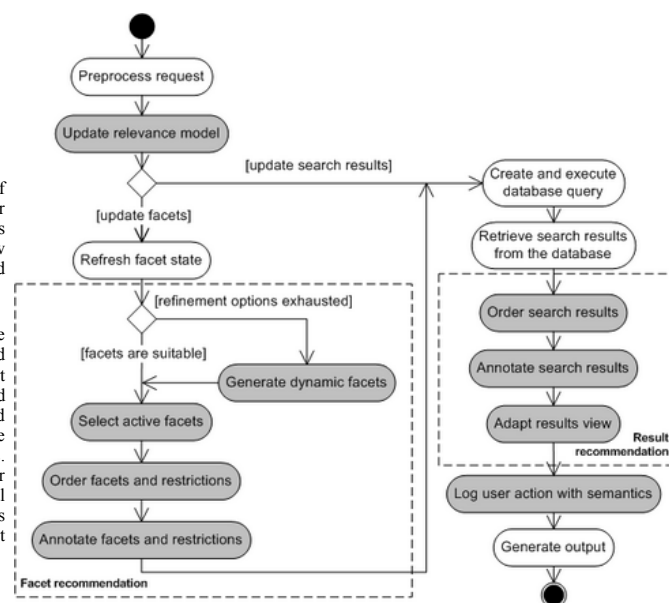 Preprocess request
Update relevance model
[update search results]
[update facets]
Refresh facet state
[refinement options exhausted]
[facets are suitable]
Generate dynamic facets
Select active facets
Order facets and restrictions
Annotate facets and restrictions
Facet recommendation
Create and execute
database query
Retrieve search results
from the database
Order search results
Annotate search results
Adapt results view
Result
recommendation
Log user action with semantics
Generate output